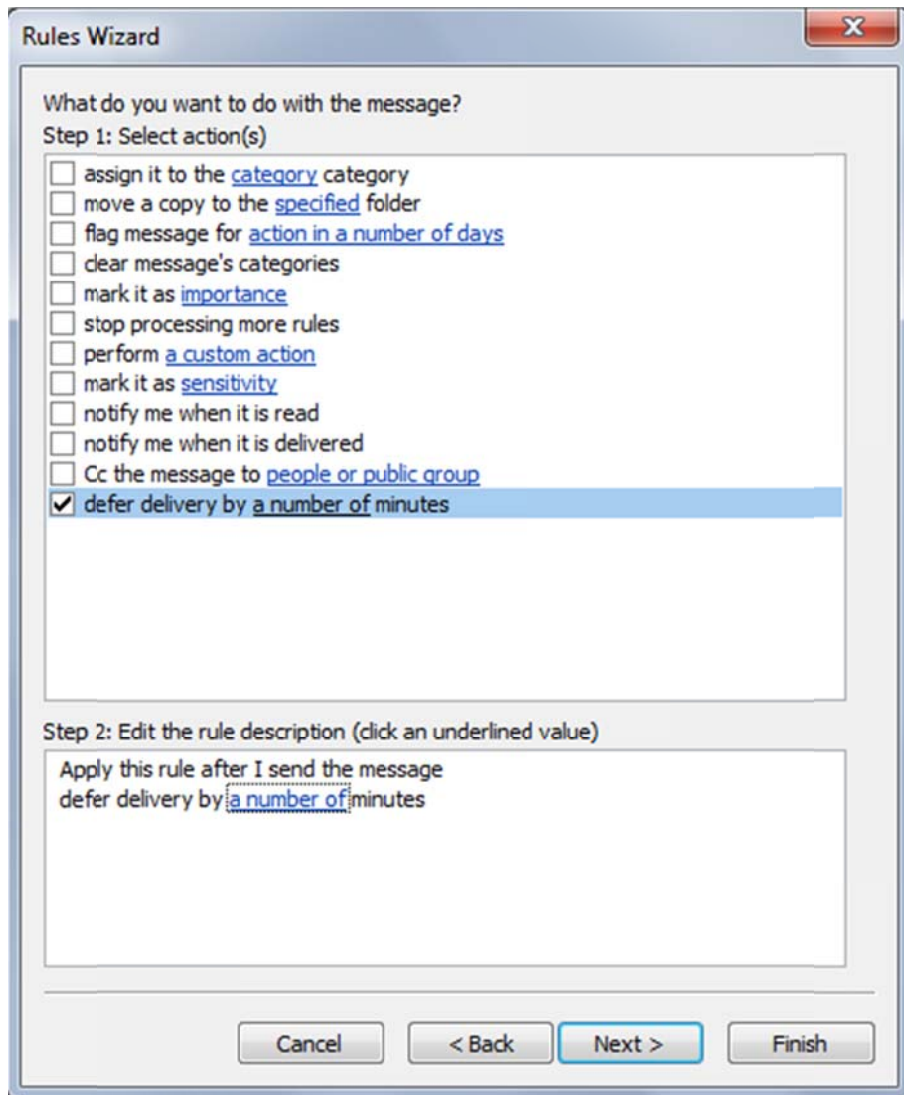 Rules Wizard
What do you want to do with the message?
Step 1: Select action(s)
assign it to the category category
move a copy to the specified folder
flag message for action in a number of days
clear message's categories
mark it as importance
stop processing more rules
perform a custom action
mark it as sensitivity
notify me when it is read
notify me when it is delivered
Cc the message to people or public group
defer delivery by a number of minutes
Step 2: Edit the rule description (click an underlined value)
Apply this rule after I send the message
defer delivery by a number of minutes
Cancel < Back Next > Finish